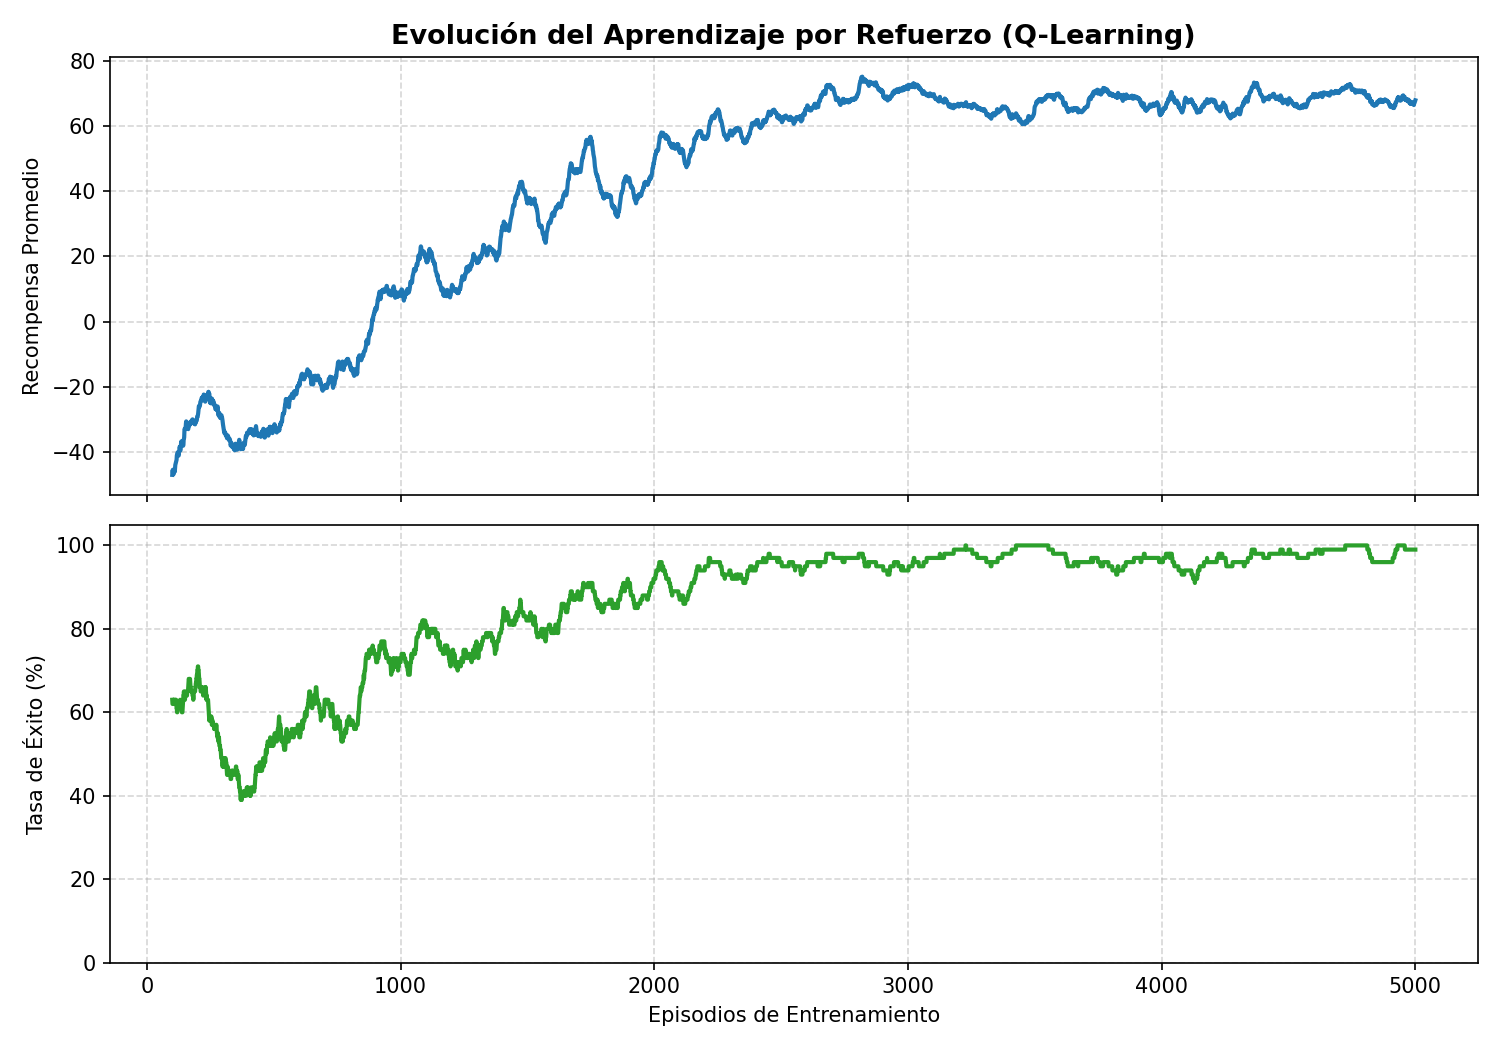 Evolución del Aprendizaje por Refuerzo (Q-Learning)
80
60
40
20
0
−20
−40
Recompensa Promedio
100
80
60
40
20
0
Tasa de Éxito (%)
0 1000 2000 3000 4000 5000
Episodios de Entrenamiento